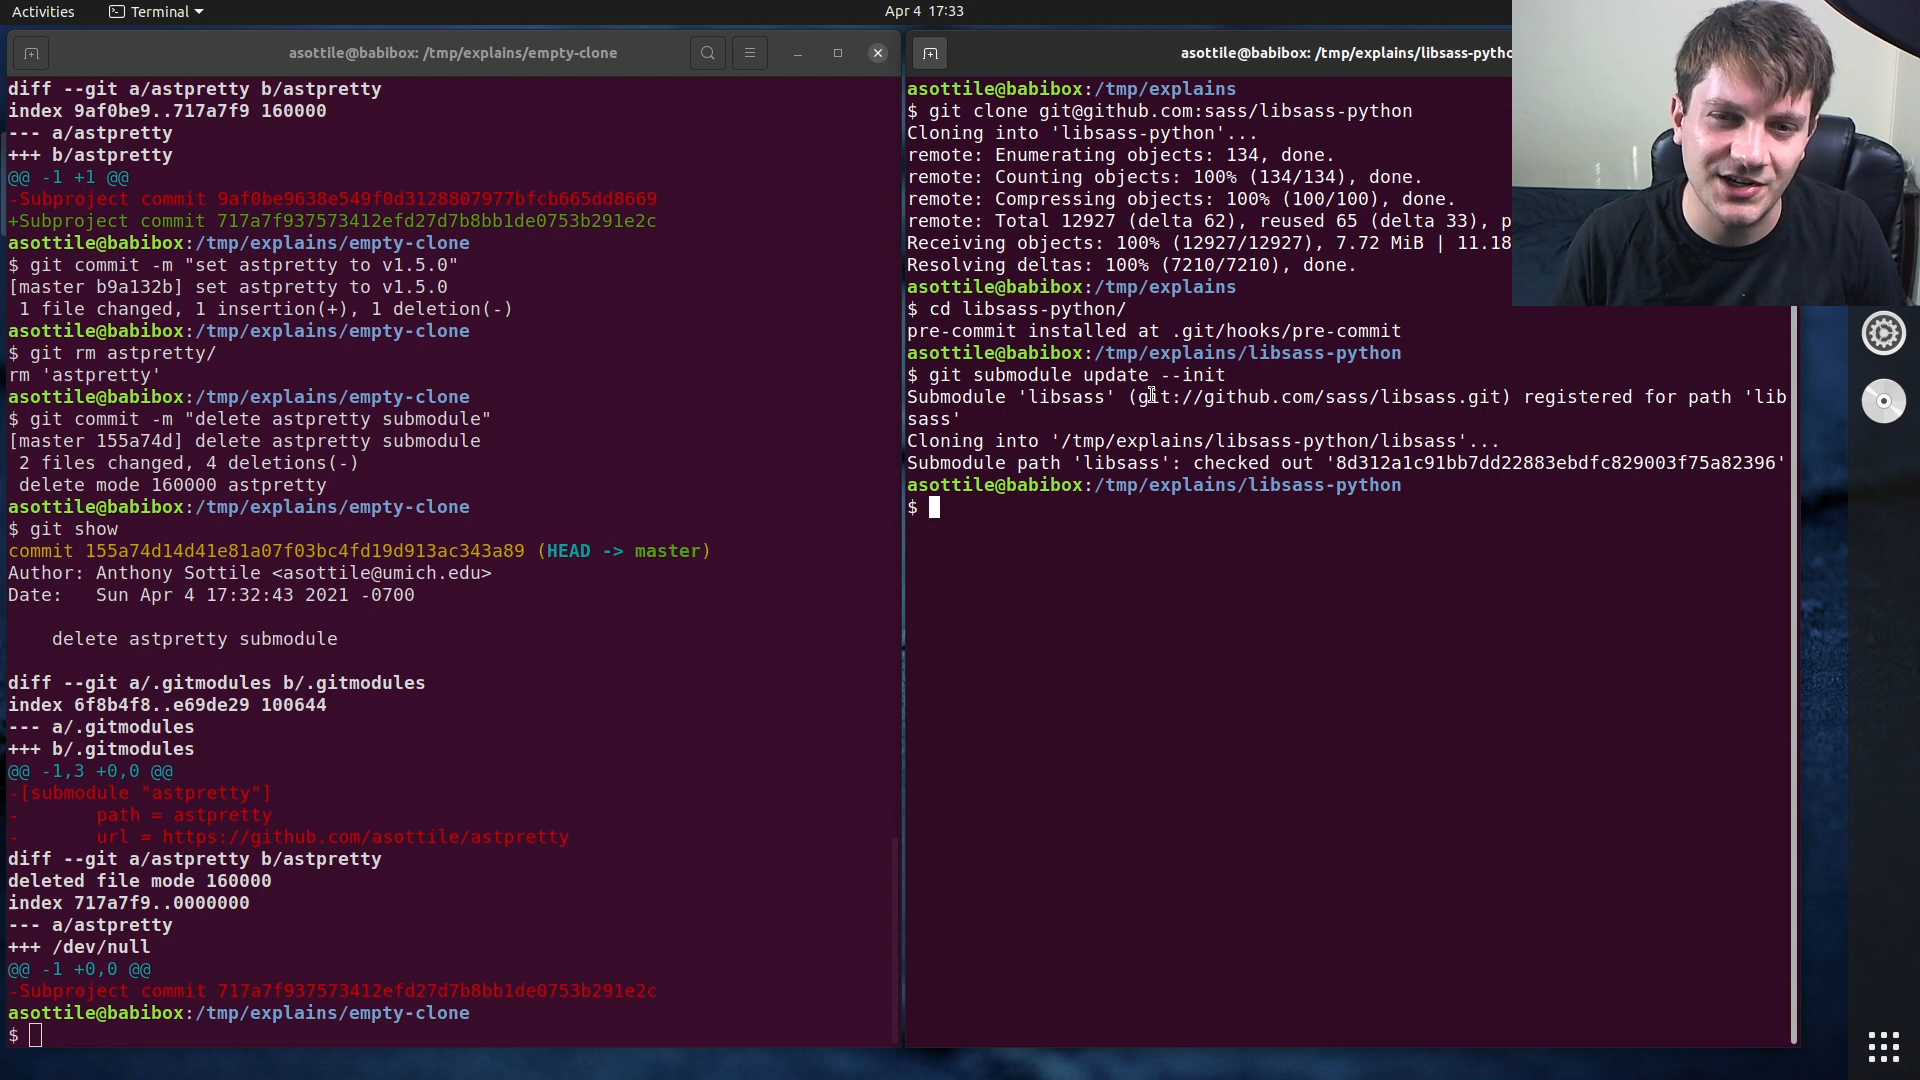 Activities
Terminal
Apr 4 17:33
asottile@babibox: /tmp/explains/empty-clone
diff --git a/astpretty b/astpretty
index 9af0be9..717a7f9 160000
--- a/astpretty
+++ b/astpretty
@@ -1 +1 @@
-Subproject commit 9af0be9638e549f0d3128807977bfcb665dd8669
+Subproject commit 717a7f937573412efd27d7b8bb1de0753b291e2c
asottile@babibox:/tmp/explains/empty-clone
$ git commit -m "set astpretty to v1.5.0"
[master b9a132b] set astpretty to v1.5.0
 1 file changed, 1 insertion(+), 1 deletion(-)
asottile@babibox:/tmp/explains/empty-clone
$ git rm astpretty/
rm 'astpretty'
asottile@babibox:/tmp/explains/empty-clone
$ git commit -m "delete astpretty submodule"
[master 155a74d] delete astpretty submodule
 2 files changed, 4 deletions(-)
 delete mode 160000 astpretty
asottile@babibox:/tmp/explains/empty-clone
$ git show
commit 155a74d14d41e81a07f03bc4fd19d913ac343a89 (HEAD -> master)
Author: Anthony Sottile <asottile@umich.edu>
Date:   Sun Apr 4 17:32:43 2021 -0700
    delete astpretty submodule
diff --git a/.gitmodules b/.gitmodules
index 6f8b4f8..e69de29 100644
--- a/.gitmodules
+++ b/.gitmodules
@@ -1,3 +0,0 @@
-[submodule "astpretty"]
-       path = astpretty
-       url = https://github.com/asottile/astpretty
diff --git a/astpretty b/astpretty
deleted file mode 160000
index 717a7f9..0000000
--- a/astpretty
+++ /dev/null
@@ -1 +0,0 @@
-Subproject commit 717a7f937573412efd27d7b8bb1de0753b291e2c
asottile@babibox:/tmp/explains/empty-clone
$
asottile@babibox: /tmp/explains/libsass-pytho
asottile@babibox:/tmp/explains
$ git clone git@github.com:sass/libsass-python
Cloning into 'libsass-python'...
remote: Enumerating objects: 134, done.
remote: Counting objects: 100% (134/134), done.
remote: Compressing objects: 100% (100/100), done.
remote: Total 12927 (delta 62), reused 65 (delta 33), p
Receiving objects: 100% (12927/12927), 7.72 MiB | 11.18
Resolving deltas: 100% (7210/7210), done.
asottile@babibox:/tmp/explains
$ cd libsass-python/
pre-commit installed at .git/hooks/pre-commit
asottile@babibox:/tmp/explains/libsass-python
$ git submodule update --init
Submodule 'libsass' (git://github.com/sass/libsass.git) registered for path 'lib
sass'
Cloning into '/tmp/explains/libsass-python/libsass'...
Submodule path 'libsass': checked out '8d312a1c91bb7dd22883ebdfc829003f75a82396'
asottile@babibox:/tmp/explains/libsass-python
$